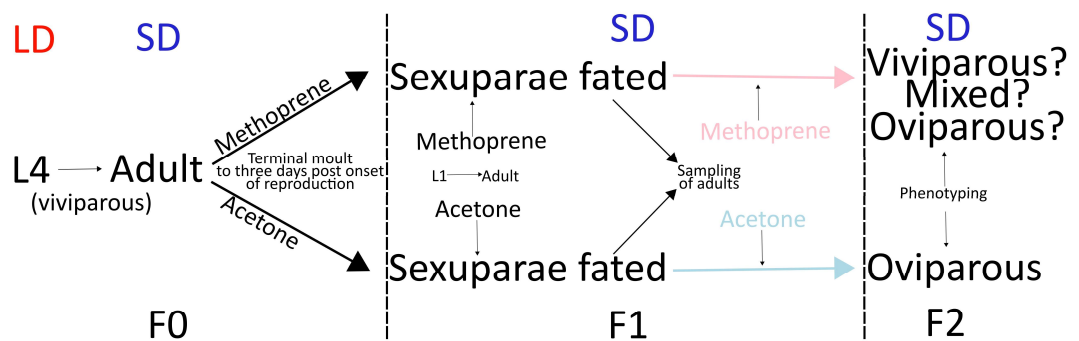 LD
SD
SD
SD
Methoprene
Sexuparae fated
Viviparous?
Mixed?
Oviparous?
Methoprene
Methoprene
L4
Adult
(viviparous)
Terminal moult
to three days post onset
of reproduction
L1
Adult
Sampling
of adults
Phenotyping
Acetone
Acetone
Acetone
Sexuparae fated
Oviparous
F0
F1
F2